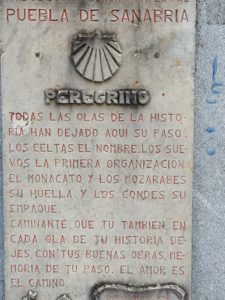 PUEBLA DE SANABRIA
PEREGRINO
TODAS LAS OLAS DE LA HISTO-
RIA HAN DEJADO AQUI SU PASO.
LOS CELTAS EL NOMBRE. LOS SUE-
VOS LA PRIMERA ORGANIZACION.
EL MONACATO Y LOS MOZARABES
SU HUELLA. Y LOS CONDES SU
EMPAQUE.
CAMINANTE, QUE TU TAMBIEN, EN
CADA OLA DE TU HISTORIA DE-
JES, CON TUS BUENAS OBRAS, ME-
MORIA DE TU PASO. EL AMOR ES
EL CAMINO.